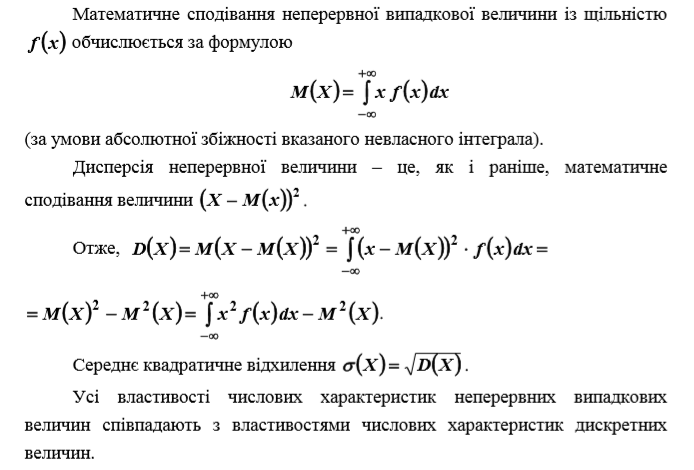 Математичне сподівання неперервної випадкової величини із щільністю
f(x) обчислюється за формулою
M(X)= ∫_{−∞}^{+∞} x f(x)dx
(за умови абсолютної збіжності вказаного невласного інтеграла).
Дисперсія неперервної величини – це, як і раніше, математичне
сподівання величини (X − M(x))².
Отже, D(X)= M(X − M(X))² = ∫_{−∞}^{+∞} (x − M(X))² · f(x)dx =
= M(X)² − M²(X)= ∫_{−∞}^{+∞} x² f(x)dx − M²(X).
Середнє квадратичне відхилення σ(X)= √D(X).
Усі властивості числових характеристик неперервних випадкових
величин співпадають з властивостями числових характеристик дискретних
величин.